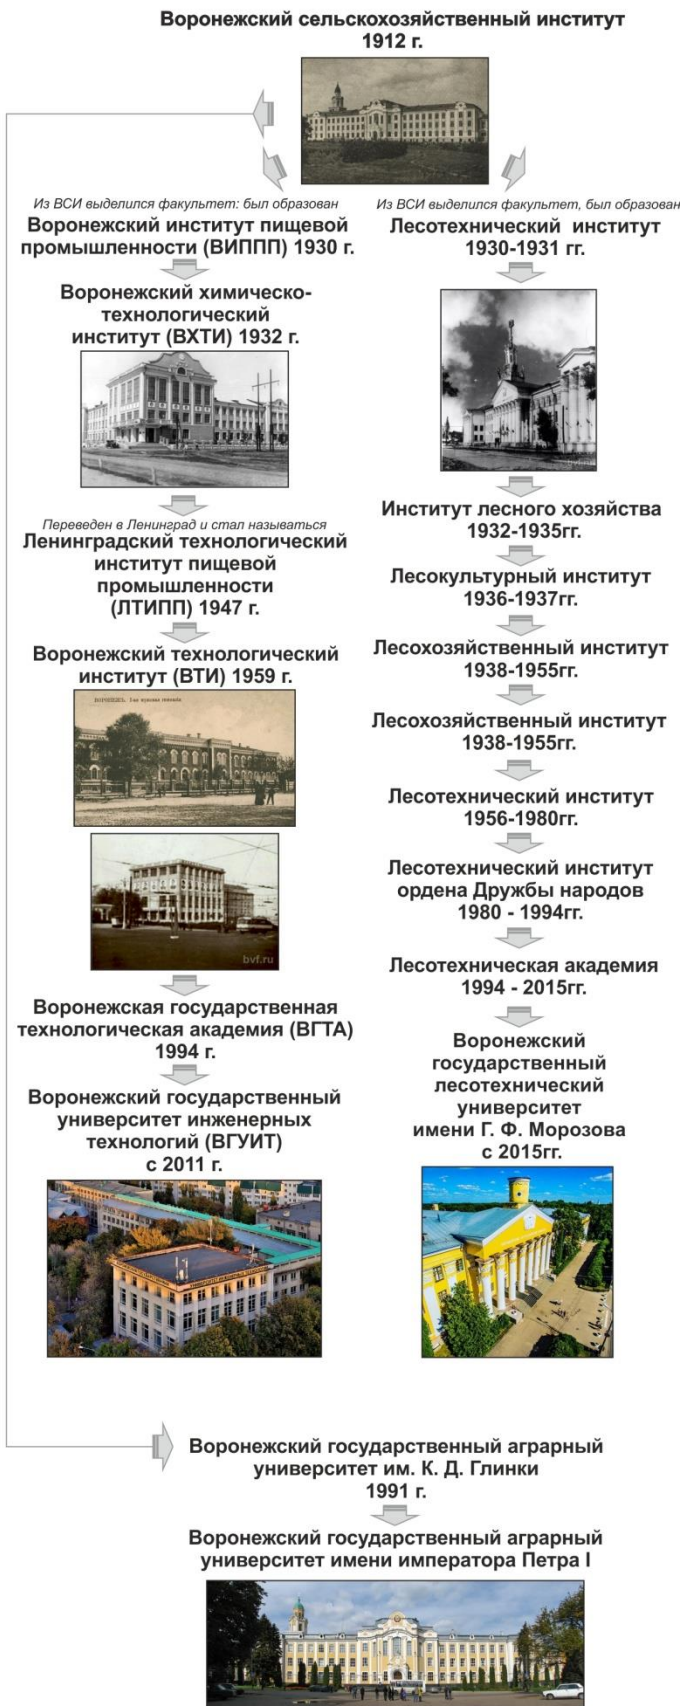 Воронежский сельскохозяйственный институт
1912 г.
Из ВСИ выделился факультет: был образован
Воронежский институт пищевой
промышленности (ВИППП) 1930 г.
Воронежский химическо-
технологический
институт (ВХТИ) 1932 г.
Переведен в Ленинград и стал называться
Ленинградский технологический
институт пищевой
промышленности
(ЛТИПП) 1947 г.
Воронежский технологический
институт (ВТИ) 1959 г.
bvf.ru
Воронежская государственная
технологическая академия (ВГТА)
1994 г.
Воронежский государственный
университет инженерных
технологий (ВГУИТ)
с 2011 г.
Из ВСИ выделился факультет, был образован
Лесотехнический институт
1930-1931 гг.
bvf.ru
Институт лесного хозяйства
1932-1935гг.
Лесокультурный институт
1936-1937гг.
Лесохозяйственный институт
1938-1955гг.
Лесохозяйственный институт
1938-1955гг.
Лесотехнический институт
1956-1980гг.
Лесотехнический институт
ордена Дружбы народов
1980 - 1994гг.
Лесотехническая академия
1994 - 2015гг.
Воронежский
государственный
лесотехнический
университет
имени Г. Ф. Морозова
с 2015гг.
Воронежский государственный аграрный
университет им. К. Д. Глинки
1991 г.
Воронежский государственный аграрный
университет имени императора Петра I